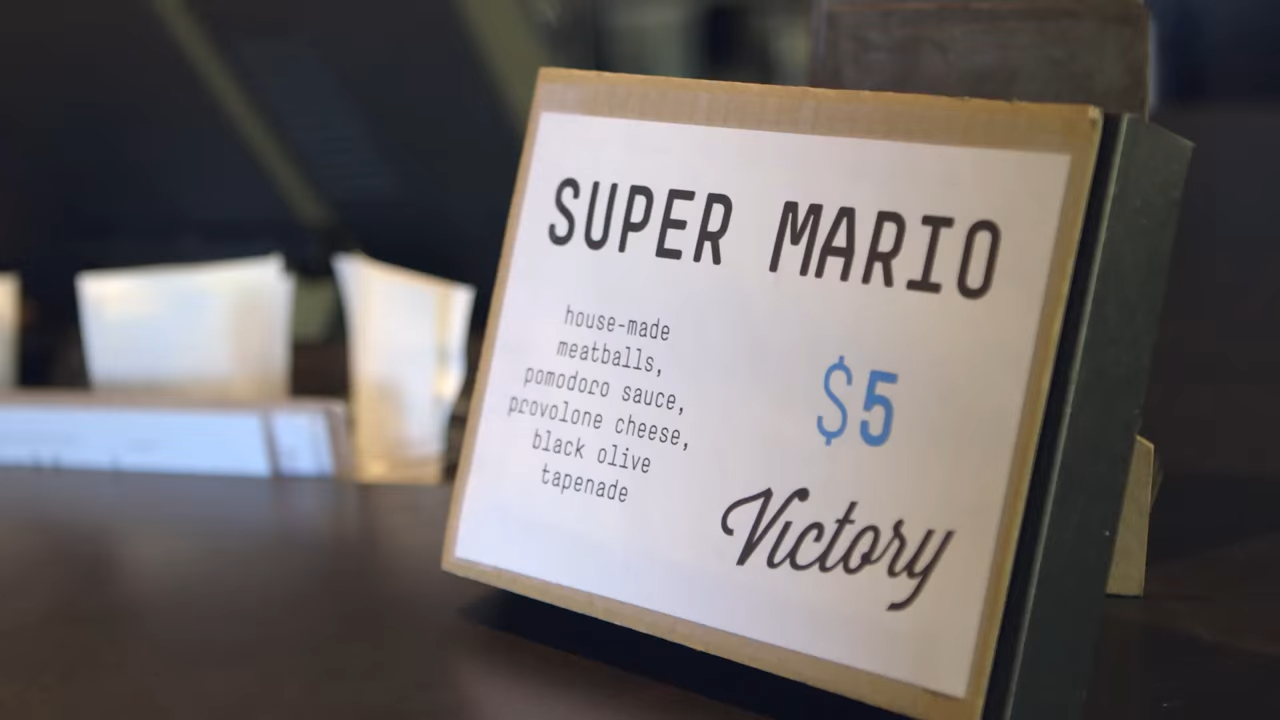 SUPER MARIO
house-made
meatballs,
pomodoro sauce,
provolone cheese,
black olive
tapenade
$5
Victory